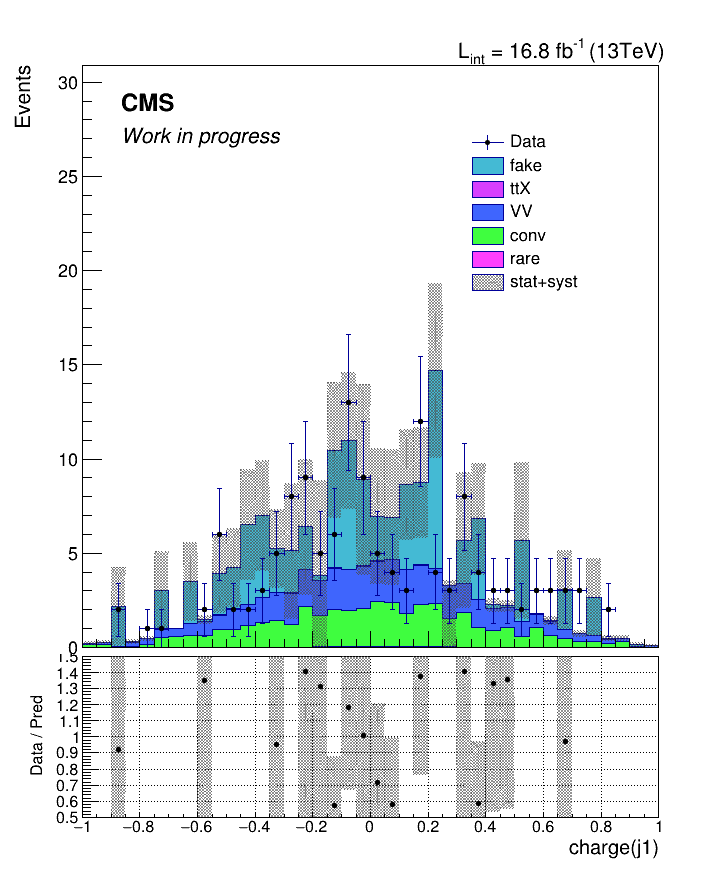 L_int = 16.8 fb^-1 (13TeV)
Events
30
CMS
Work in progress
Data
fake
25
ttX
VV
conv
rare
20
stat+syst
15
10
5
0
1.5
1.4
1.3
1.2
1.1
1
0.9
0.8
0.7
0.6
0.5
Data / Pred
−1 −0.8 −0.6 −0.4 −0.2 0 0.2 0.4 0.6 0.8 1
charge(j1)